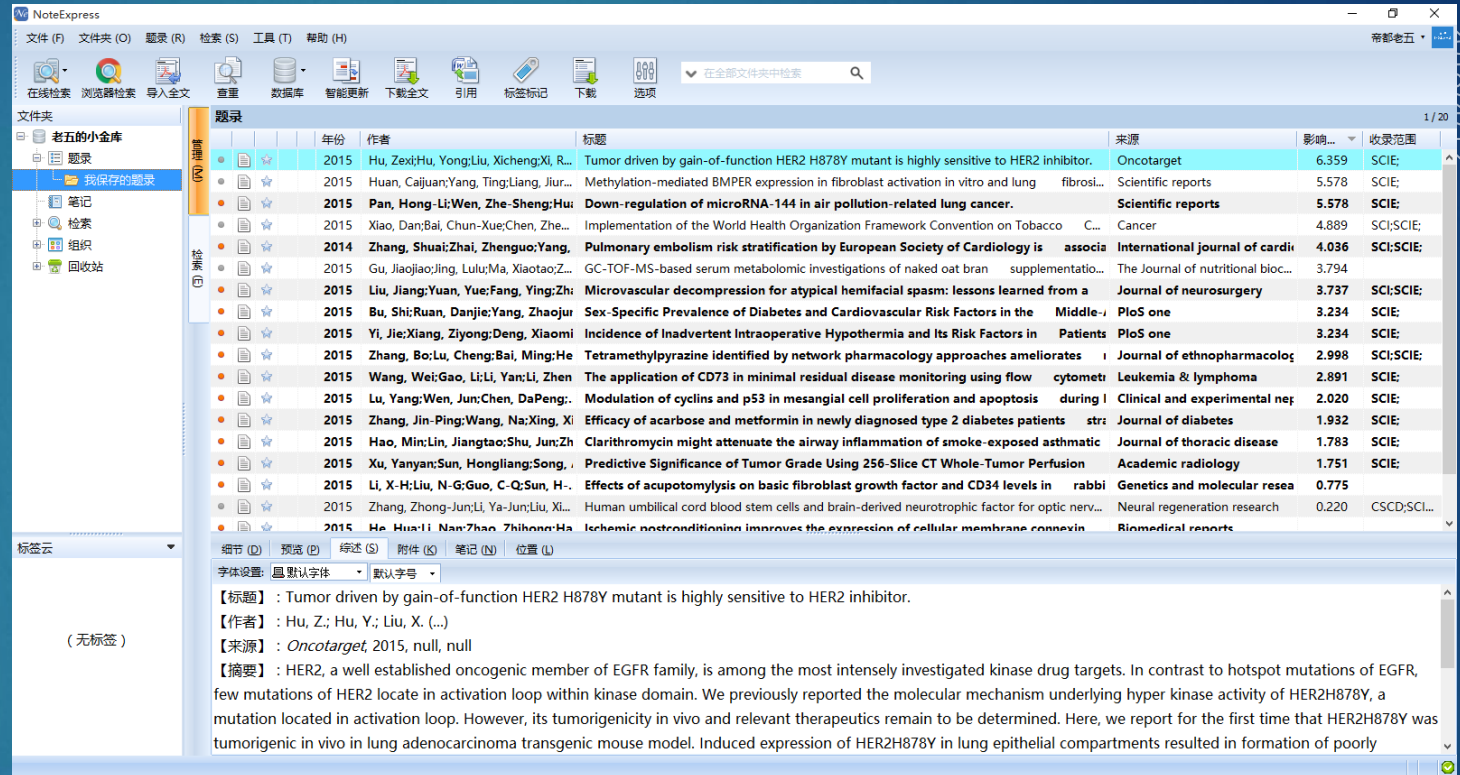 NoteExpress
文件 (F) 文件夹 (O) 题录 (R) 检索 (S) 工具 (T) 帮助 (H) 帝都老五
在线检索 浏览器检索 导入全文 查重 数据库 智能更新 下载全文 引用 标签标记 下载 选项 在全部文件夹中检索
文件夹
老五的小金库
题录
我保存的题录
笔记
检索
组织
回收站
标签云
(无标签)
管理 (M)
检索 (E)
题录 1 / 20
年份 作者 标题 来源 影响... 收录范围
2015 Hu, Zexi;Hu, Yong;Liu, Xicheng;Xi, R... Tumor driven by gain-of-function HER2 H878Y mutant is highly sensitive to HER2 inhibitor. Oncotarget 6.359 SCIE;
2015 Huan, Caijuan;Yang, Ting;Liang, Jiur... Methylation-mediated BMPER expression in fibroblast activation in vitro and lung fibrosi... Scientific reports 5.578 SCIE;
2015 Pan, Hong-Li;Wen, Zhe-Sheng;Hua Down-regulation of microRNA-144 in air pollution-related lung cancer. Scientific reports 5.578 SCIE;
2015 Xiao, Dan;Bai, Chun-Xue;Chen, Zhe... Implementation of the World Health Organization Framework Convention on Tobacco C... Cancer 4.889 SCI;SCIE;
2014 Zhang, Shuai;Zhai, Zhenguo;Yang, Pulmonary embolism risk stratification by European Society of Cardiology is associa International journal of cardi 4.036 SCI;SCIE;
2015 Gu, Jiaojiao;Jing, Lulu;Ma, Xiaotao;Z... GC-TOF-MS-based serum metabolomic investigations of naked oat bran supplementatio... The Journal of nutritional bioc... 3.794
2015 Liu, Jiang;Yuan, Yue;Fang, Ying;Zha Microvascular decompression for atypical hemifacial spasm: lessons learned from a Journal of neurosurgery 3.737 SCI;SCIE;
2015 Bu, Shi;Ruan, Danjie;Yang, Zhaojur Sex-Specific Prevalence of Diabetes and Cardiovascular Risk Factors in the Middle- PloS one 3.234 SCIE;
2015 Yi, Jie;Xiang, Ziyong;Deng, Xiaomi Incidence of Inadvertent Intraoperative Hypothermia and Its Risk Factors in Patients PloS one 3.234 SCIE;
2015 Zhang, Bo;Lu, Cheng;Bai, Ming;He Tetramethylpyrazine identified by network pharmacology approaches ameliorates Journal of ethnopharmacolog 2.998 SCI;SCIE;
2015 Wang, Wei;Gao, Li;Li, Yan;Li, Zhen The application of CD73 in minimal residual disease monitoring using flow cytometr Leukemia & lymphoma 2.891 SCIE;
2015 Lu, Yang;Wen, Jun;Chen, DaPeng;. Modulation of cyclins and p53 in mesangial cell proliferation and apoptosis during Clinical and experimental nep 2.020 SCIE;
2015 Zhang, Jin-Ping;Wang, Na;Xing, Xi Efficacy of acarbose and metformin in newly diagnosed type 2 diabetes patients stra Journal of diabetes 1.932 SCIE;
2015 Hao, Min;Lin, Jiangtao;Shu, Jun;Zh Clarithromycin might attenuate the airway inflammation of smoke-exposed asthmatic Journal of thoracic disease 1.783 SCIE;
2015 Xu, Yanyan;Sun, Hongliang;Song, Predictive Significance of Tumor Grade Using 256-Slice CT Whole-Tumor Perfusion Academic radiology 1.751 SCIE;
2015 Li, X-H;Liu, N-G;Guo, C-Q;Sun, H-. Effects of acupotomylysis on basic fibroblast growth factor and CD34 levels in rabbi Genetics and molecular resea 0.775
2015 Zhang, Zhong-Jun;Li, Ya-Jun;Liu, Xi... Human umbilical cord blood stem cells and brain-derived neurotrophic factor for optic nerv... Neural regeneration research 0.220 CSCD;SCI...
2015 He, Hua;Li, Nan;Zhao, Zhihong;Ha Ischemic postconditioning improves the expression of cellular membrane connexin Biomedical reports
细节 (D) 预览 (P) 综述 (S) 附件 (K) 笔记 (N) 位置 (L)
字体设置: 默认字体 默认字号
【标题】 : Tumor driven by gain-of-function HER2 H878Y mutant is highly sensitive to HER2 inhibitor.
【作者】 : Hu, Z.; Hu, Y.; Liu, X. (...)
【来源】 : Oncotarget, 2015, null, null
【摘要】 : HER2, a well established oncogenic member of EGFR family, is among the most intensely investigated kinase drug targets. In contrast to hotspot mutations of EGFR,
few mutations of HER2 locate in activation loop within kinase domain. We previously reported the molecular mechanism underlying hyper kinase activity of HER2H878Y, a
mutation located in activation loop. However, its tumorigenicity in vivo and relevant therapeutics remain to be determined. Here, we report for the first time that HER2H878Y was
tumorigenic in vivo in lung adenocarcinoma transgenic mouse model. Induced expression of HER2H878Y in lung epithelial compartments resulted in formation of poorly